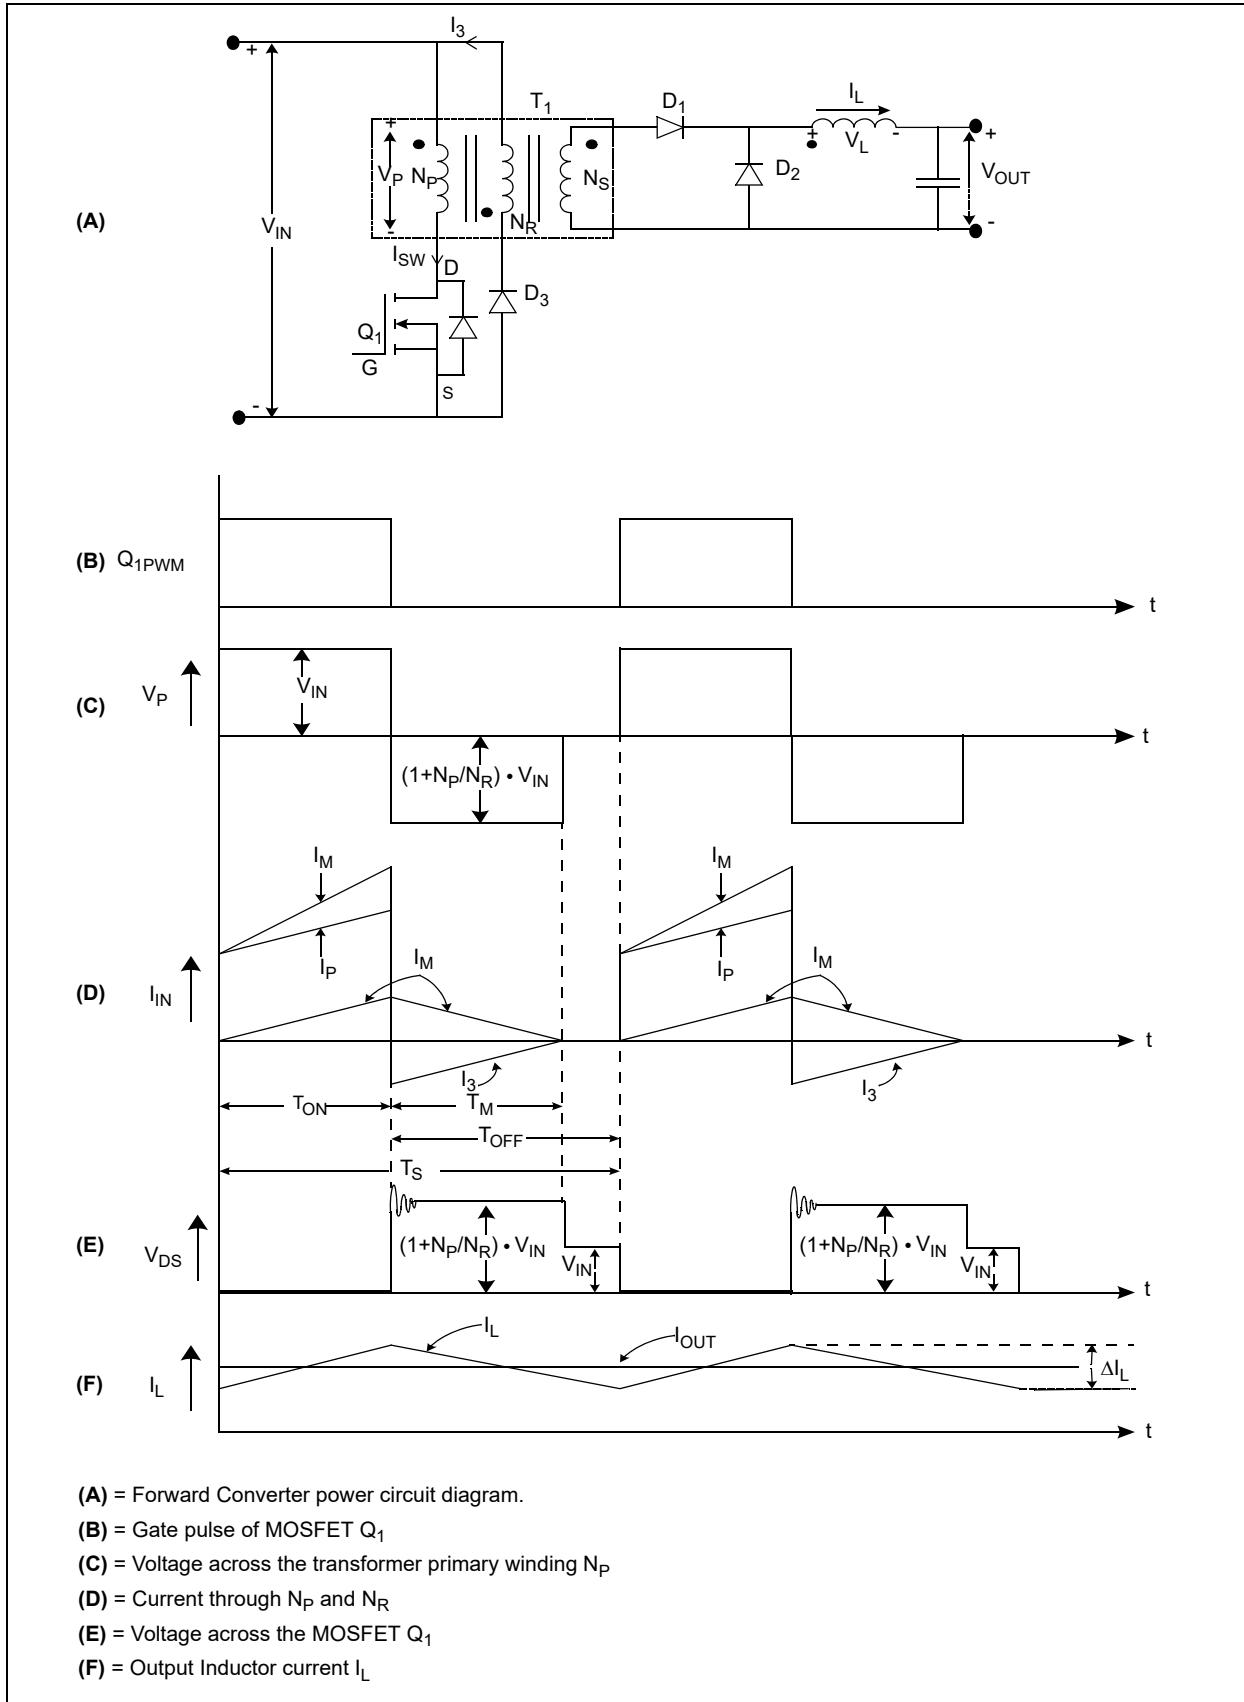 I3
+
T1
D1
IL
+
+
VP
NP
NR
NS
-
D2
+
VL
-
VOUT
-
(A)
VIN
ISW
D
D3
Q1
G
S
-
(B) Q1PWM
t
VP
VIN
(C)
t
(1+NP/NR) • VIN
IM
IM
IP
IM
IP
IM
(D) IIN
t
I3
I3
TON
TM
TOFF
TS
(E) VDS
(1+NP/NR) • VIN
VIN
(1+NP/NR) • VIN
VIN
t
IL
IOUT
(F) IL
ΔIL
t
(A) = Forward Converter power circuit diagram.
(B) = Gate pulse of MOSFET Q1
(C) = Voltage across the transformer primary winding NP
(D) = Current through NP and NR
(E) = Voltage across the MOSFET Q1
(F) = Output Inductor current IL